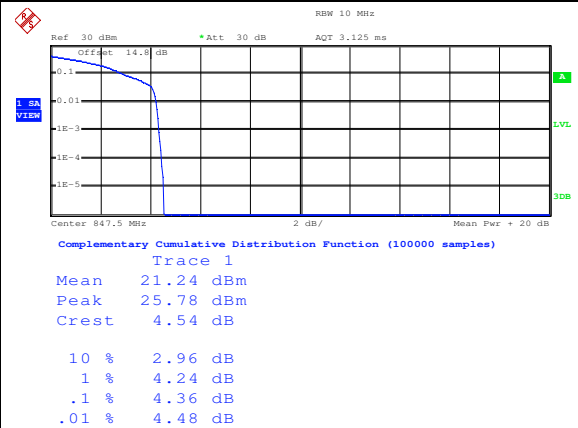 RBW 10 MHz
Ref 30 dBm *Att 30 dB AQT 3.125 ms
Offset 14.8 dB
0.1
A
0.01
1 SA
VIEW
1E-3
LVL
1E-4
1E-5
3DB
Center 847.5 MHz 2 dB/ Mean Pwr + 20 dB
Complementary Cumulative Distribution Function (100000 samples)
Trace 1
Mean 21.24 dBm
Peak 25.78 dBm
Crest 4.54 dB
10 % 2.96 dB
1 % 4.24 dB
.1 % 4.36 dB
.01 % 4.48 dB